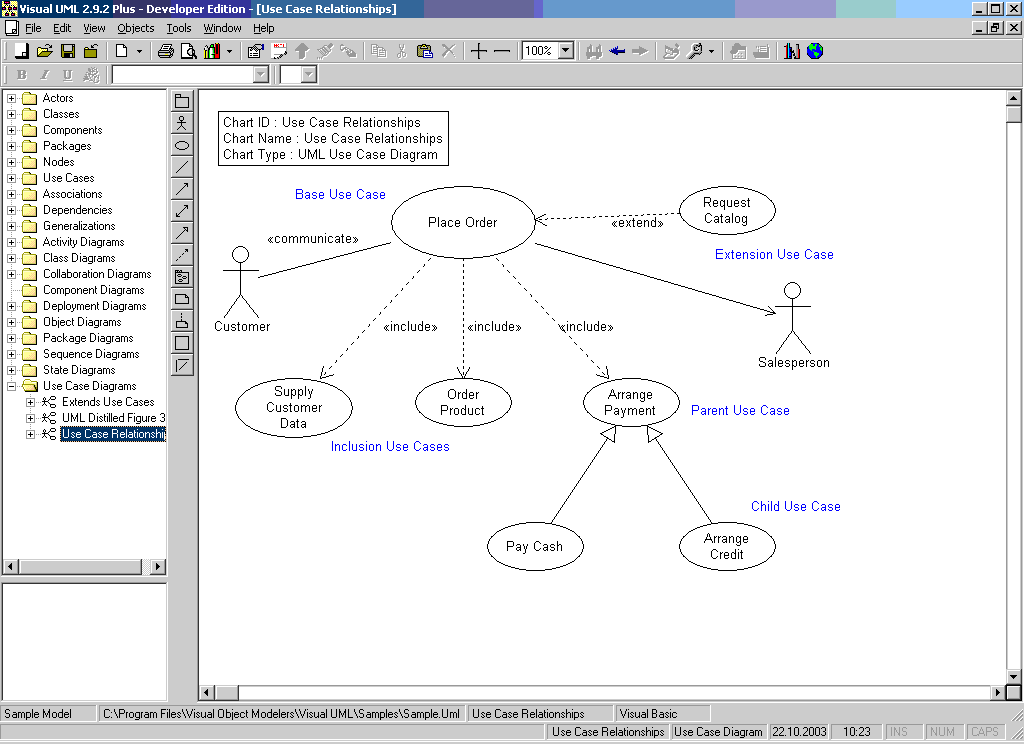 Visual UML 2.9.2 Plus - Developer Edition - [Use Case Relationships]
File Edit View Objects Tools Window Help
100%
B I U
Actors
Classes
Components
Packages
Nodes
Use Cases
Associations
Dependencies
Generalizations
Activity Diagrams
Class Diagrams
Collaboration Diagrams
Component Diagrams
Deployment Diagrams
Object Diagrams
Package Diagrams
Sequence Diagrams
State Diagrams
Use Case Diagrams
Extends Use Cases
UML Distilled Figure 3
Use Case Relationshi
Chart ID : Use Case Relationships
Chart Name : Use Case Relationships
Chart Type : UML Use Case Diagram
Base Use Case
Place Order
Request
Catalog
«extend»
«communicate»
Extension Use Case
Customer
«include»
«include»
«include»
Salesperson
Supply
Customer
Data
Order
Product
Arrange
Payment
Parent Use Case
Inclusion Use Cases
Child Use Case
Pay Cash
Arrange
Credit
Sample Model
C:\Program Files\Visual Object Modelers\Visual UML\Samples\Sample.Uml
Use Case Relationships
Visual Basic
Use Case Relationships
Use Case Diagram
22.10.2003
10:23
INS
NUM
CAPS